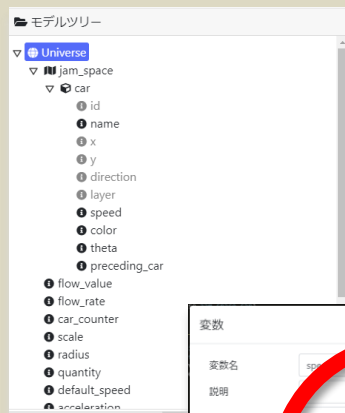 モデルツリー
Universe
jam_space
car
id
name
x
y
direction
layer
speed
color
theta
preceding_car
flow_value
flow_rate
car_counter
scale
radius
quantity
default_speed
acceleration
変数
変数名
説明